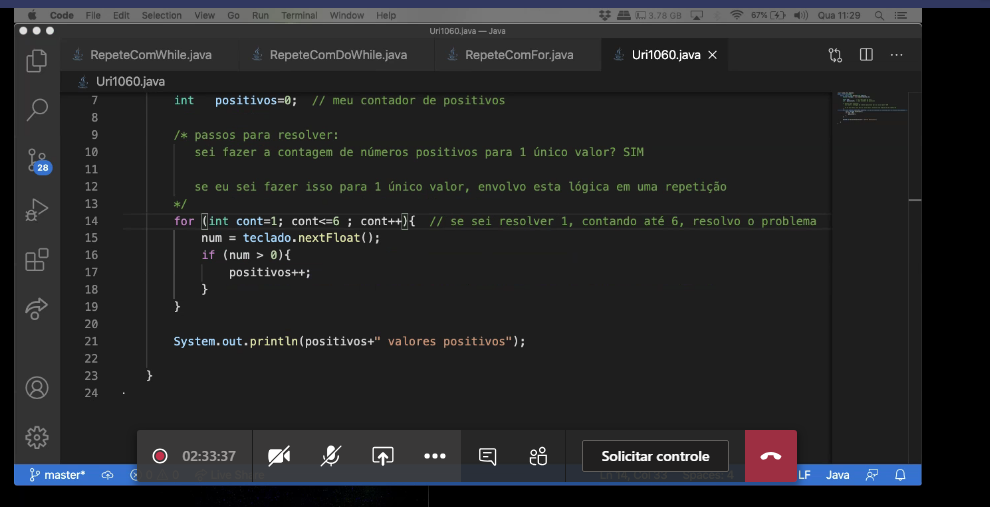 Code File Edit Selection View Go Run Terminal Window Help 3.78 GB 67% Qua 11:29
Uri1060.java — Java
RepeteComWhile.java RepeteComDoWhile.java RepeteComFor.java Uri1060.java
Uri1060.java
7 int positivos=0; // meu contador de positivos
8
9 /* passos para resolver:
10 sei fazer a contagem de números positivos para 1 único valor? SIM
11
12 se eu sei fazer isso para 1 único valor, envolvo esta lógica em uma repetição
13 */
14 for (int cont=1; cont<=6 ; cont++){ // se sei resolver 1, contando até 6, resolvo o problema
15 num = teclado.nextFloat();
16 if (num > 0){
17 positivos++;
18 }
19 }
20
21 System.out.println(positivos+" valores positivos");
22
23 }
24
28
02:33:37 Solicitar controle
master* Live Share Ln 14, Col 33 Spaces: 4 LF Java